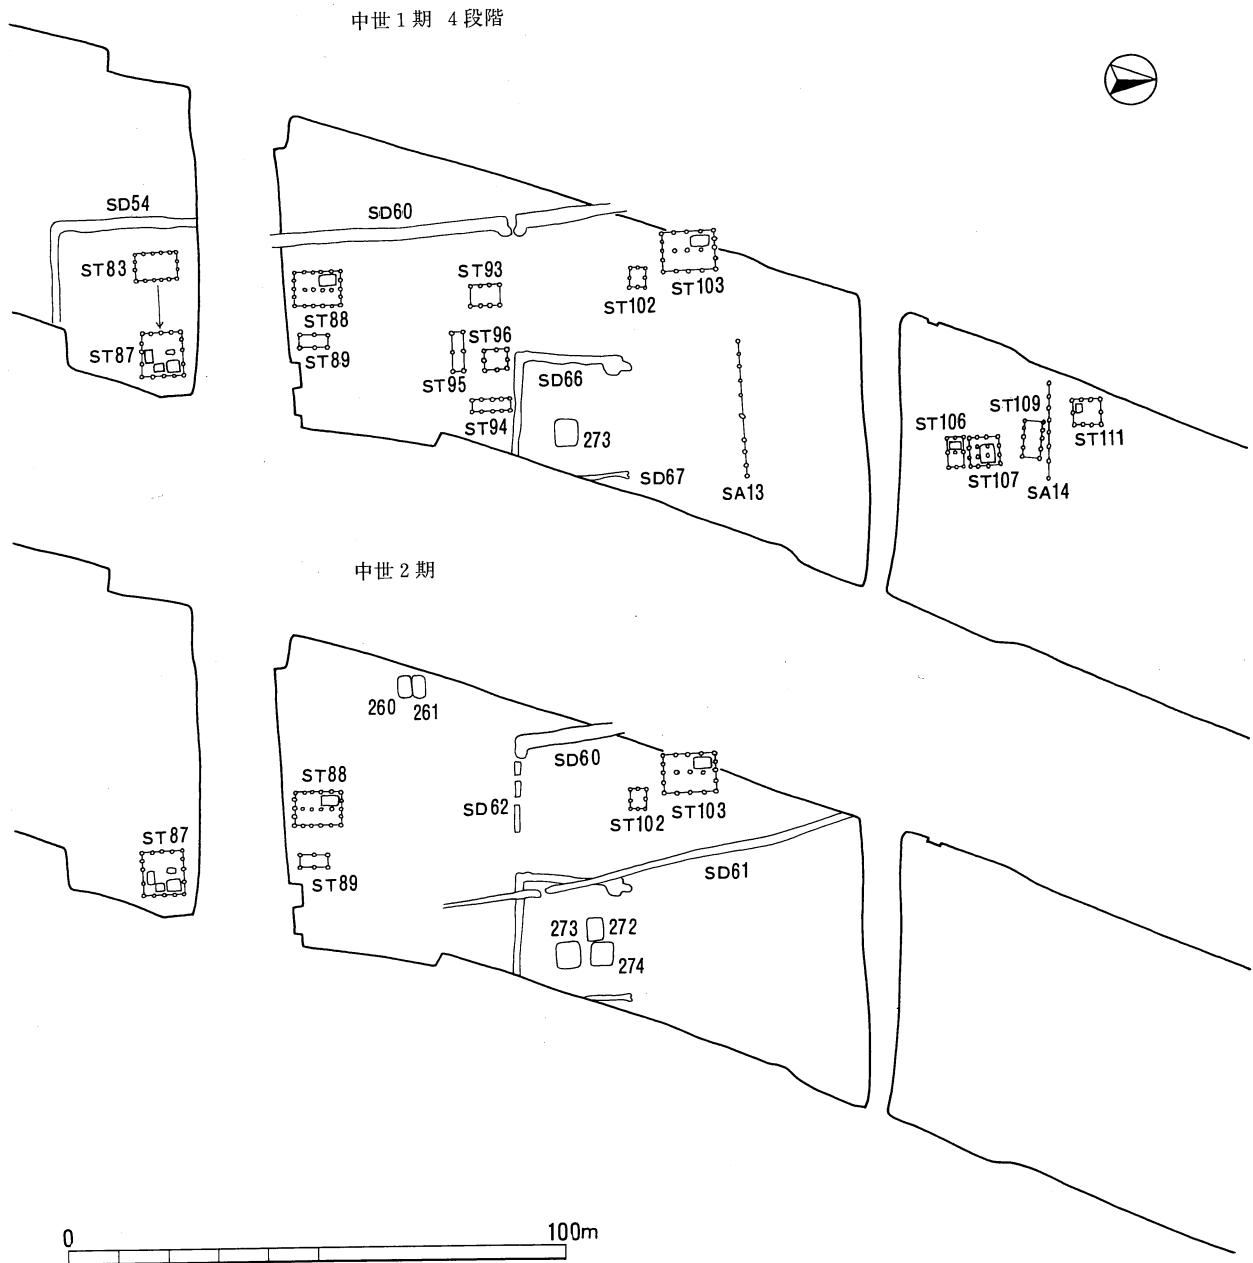 中世1期 4段階
SD54
SD60
ST83
ST93
ST103
ST102
ST88
ST96
ST87
ST89
ST95
SD66
ST94
273
SD67
SA13
ST109
ST106
ST111
ST107
SA14
中世2期
260
261
SD60
ST88
SD62
ST102
ST103
ST87
ST89
SD61
273
272
274
0
100m